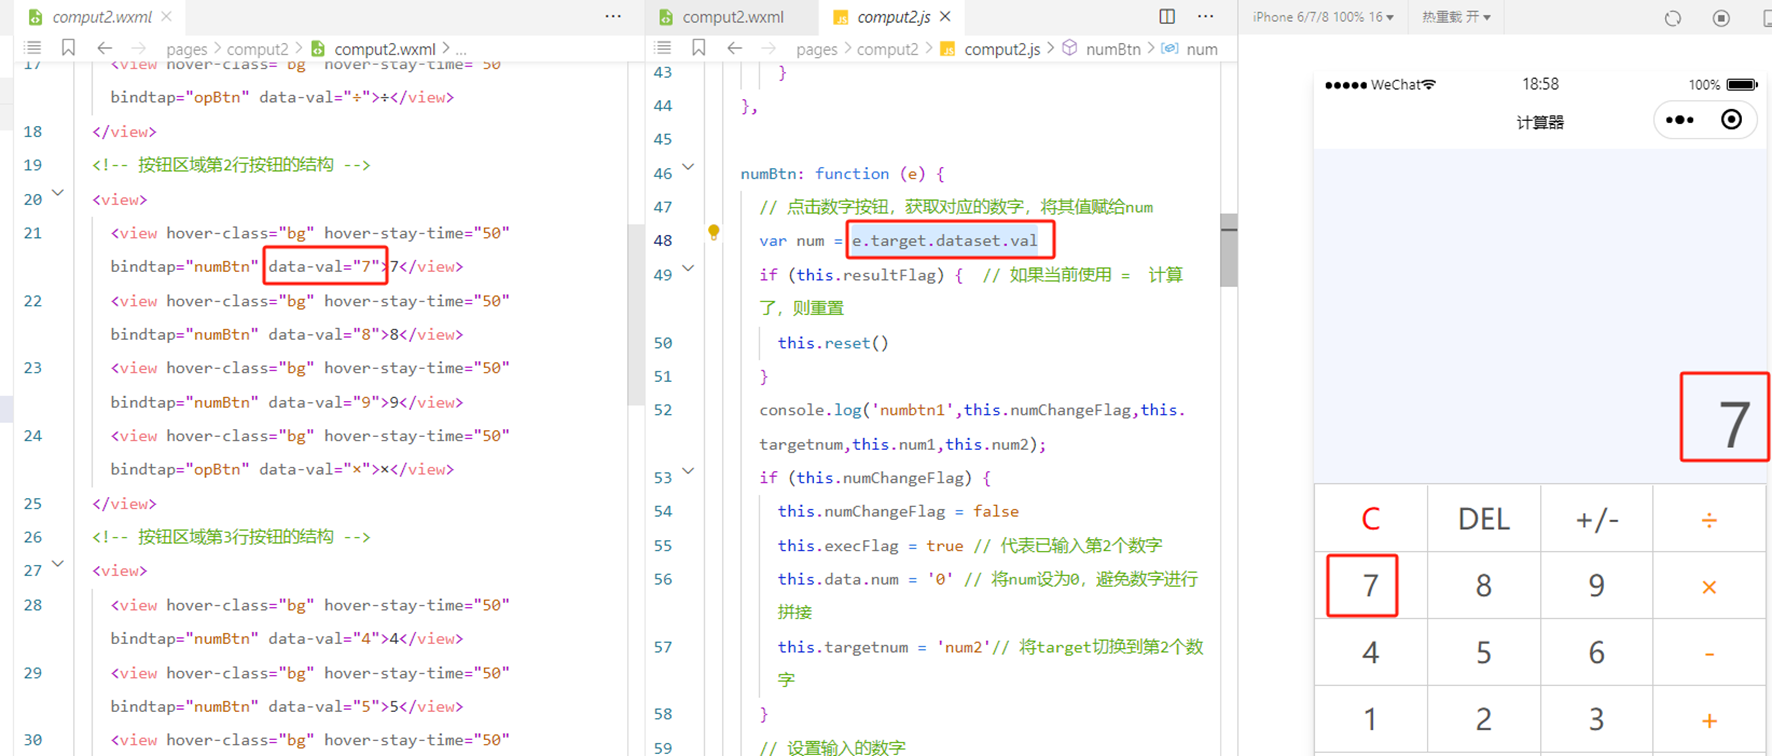 comput2.wxml
pages > comput2 > comput2.wxml > ...
17 <view hover-class="bg" hover-stay-time="50"
bindtap="opBtn" data-val="÷">÷</view>
18 </view>
19 <!-- 按钮区域第2行按钮的结构 -->
20 <view>
21 <view hover-class="bg" hover-stay-time="50"
bindtap="numBtn" data-val="7">7</view>
22 <view hover-class="bg" hover-stay-time="50"
bindtap="numBtn" data-val="8">8</view>
23 <view hover-class="bg" hover-stay-time="50"
bindtap="numBtn" data-val="9">9</view>
24 <view hover-class="bg" hover-stay-time="50"
bindtap="opBtn" data-val="×">×</view>
25 </view>
26 <!-- 按钮区域第3行按钮的结构 -->
27 <view>
28 <view hover-class="bg" hover-stay-time="50"
bindtap="numBtn" data-val="4">4</view>
29 <view hover-class="bg" hover-stay-time="50"
bindtap="numBtn" data-val="5">5</view>
30 <view hover-class="bg" hover-stay-time="50"
comput2.wxml JS comput2.js
pages > comput2 > JS comput2.js > numBtn > num
43 }
44 },
45
46 numBtn: function (e) {
47 // 点击数字按钮，获取对应的数字，将其值赋给num
48 var num = e.target.dataset.val
49 if (this.resultFlag) { // 如果当前使用 = 计算
了，则重置
50 this.reset()
51 }
52 console.log('numbtn1',this.numChangeFlag,this.
targetnum,this.num1,this.num2);
53 if (this.numChangeFlag) {
54 this.numChangeFlag = false
55 this.execFlag = true // 代表已输入第2个数字
56 this.data.num = '0' // 将num设为0，避免数字进行
拼接
57 this.targetnum = 'num2'// 将target切换到第2个数
字
58 }
59 // 设置输入的数字
iPhone 6/7/8 100% 16 热重载 开
WeChat 18:58 100%
计算器
7
C DEL +/- ÷
7 8 9 ×
4 5 6 -
1 2 3 +